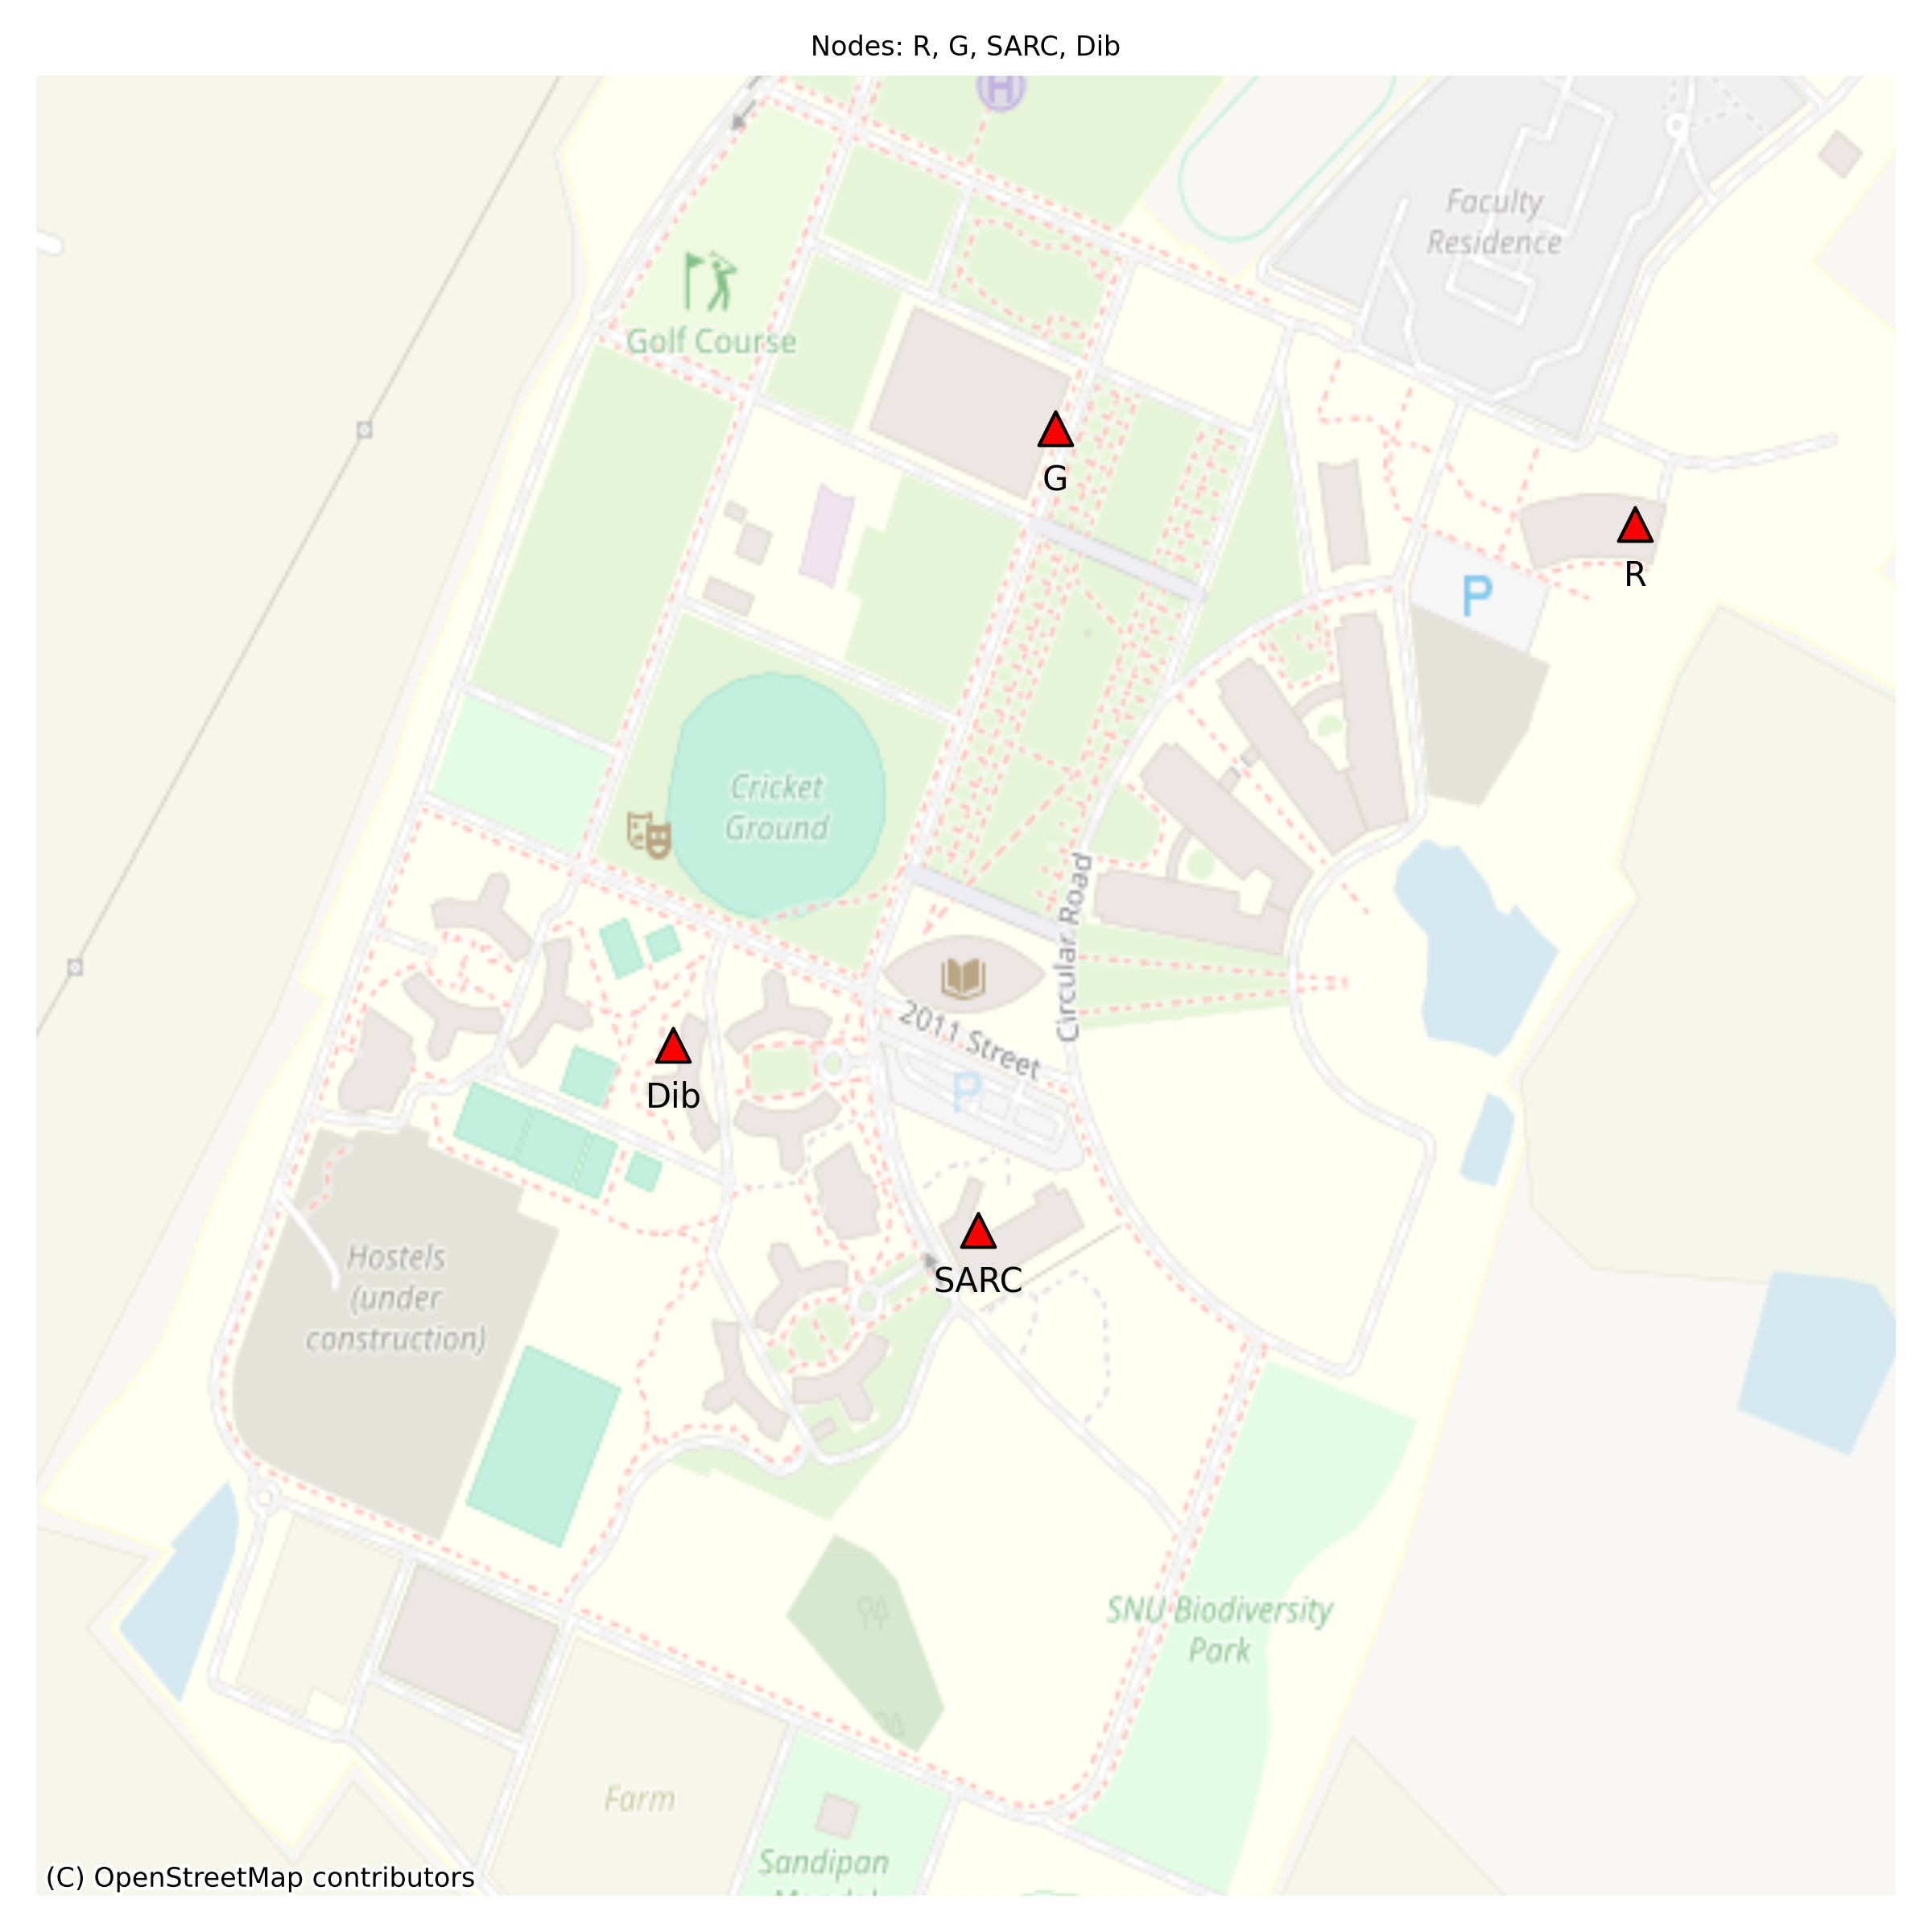 Nodes: R, G, SARC, Dib
H
Faculty
Residence
Golf Course
G
R
P
Cricket
Ground
Circular Road
2011 Street
P
Dib
SARC
Hostels
(under
construction)
SNU Biodiversity
Park
Farm
Sandipan
(C) OpenStreetMap contributors